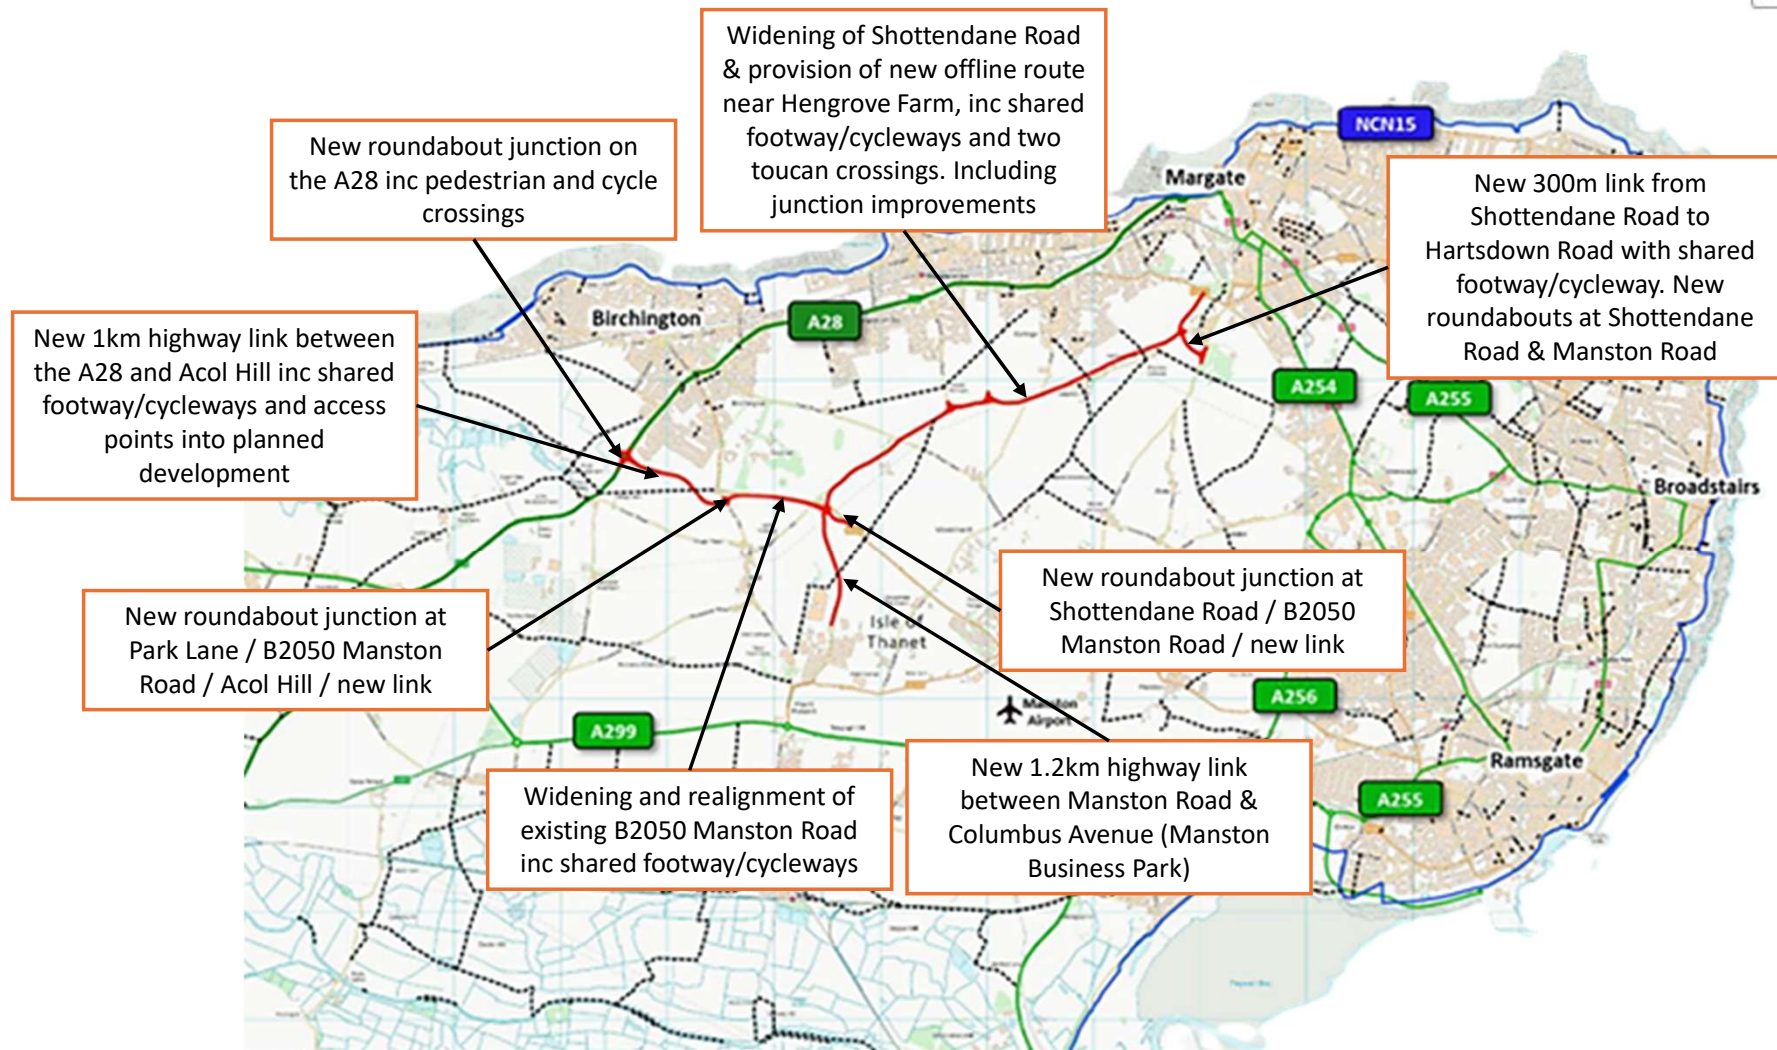 Widening of Shottendane Road
& provision of new offline route
near Hengrove Farm, inc shared
footway/cycleways and two
toucan crossings. Including
junction improvements
New roundabout junction on
the A28 inc pedestrian and cycle
crossings
NCN15
Margate
New 300m link from
Shottendane Road to
Hartsdown Road with shared
footway/cycleway. New
roundabouts at Shottendane
Road & Manston Road
New 1km highway link between
the A28 and Acol Hill inc shared
footway/cycleways and access
points into planned
development
Birchington
A28
A254
A255
Broadstairs
New roundabout junction at
Park Lane / B2050 Manston
Road / Acol Hill / new link
Isle of
Thanet
New roundabout junction at
Shottendane Road / B2050
Manston Road / new link
A299
Manston
Airport
A256
Ramsgate
A255
Widening and realignment of
existing B2050 Manston Road
inc shared footway/cycleways
New 1.2km highway link
between Manston Road &
Columbus Avenue (Manston
Business Park)